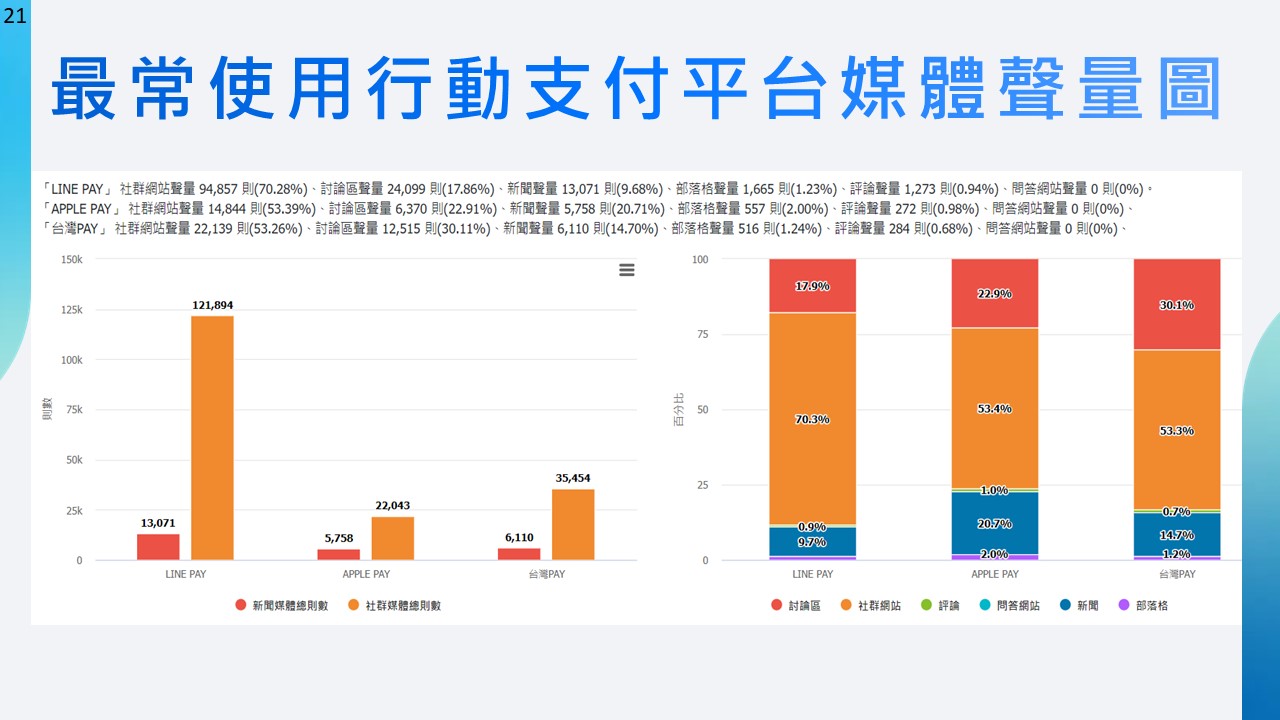 21
最常使用行動支付平台媒體聲量圖
「LINE PAY」 社群網站聲量 94,857 則(70.28%)、討論區聲量 24,099 則(17.86%)、新聞聲量 13,071 則(9.68%)、部落格聲量 1,665 則(1.23%)、評論聲量 1,273 則(0.94%)、問答網站聲量 0 則(0%)。
「APPLE PAY」 社群網站聲量 14,844 則(53.39%)、討論區聲量 6,370 則(22.91%)、新聞聲量 5,758 則(20.71%)、部落格聲量 557 則(2.00%)、評論聲量 272 則(0.98%)、問答網站聲量 0 則(0%)、
「台灣PAY」 社群網站聲量 22,139 則(53.26%)、討論區聲量 12,515 則(30.11%)、新聞聲量 6,110 則(14.70%)、部落格聲量 516 則(1.24%)、評論聲量 284 則(0.68%)、問答網站聲量 0 則(0%)、
則數
150k
125k
100k
75k
50k
25k
0
13,071
121,894
5,758
22,043
6,110
35,454
LINE PAY
APPLE PAY
台灣PAY
新聞媒體總則數
社群媒體總則數
百分比
100
75
50
25
0
17.9%
70.3%
0.9%
9.7%
22.9%
53.4%
1.0%
20.7%
2.0%
30.1%
53.3%
0.7%
14.7%
1.2%
LINE PAY
APPLE PAY
台灣PAY
討論區
社群網站
評論
問答網站
新聞
部落格